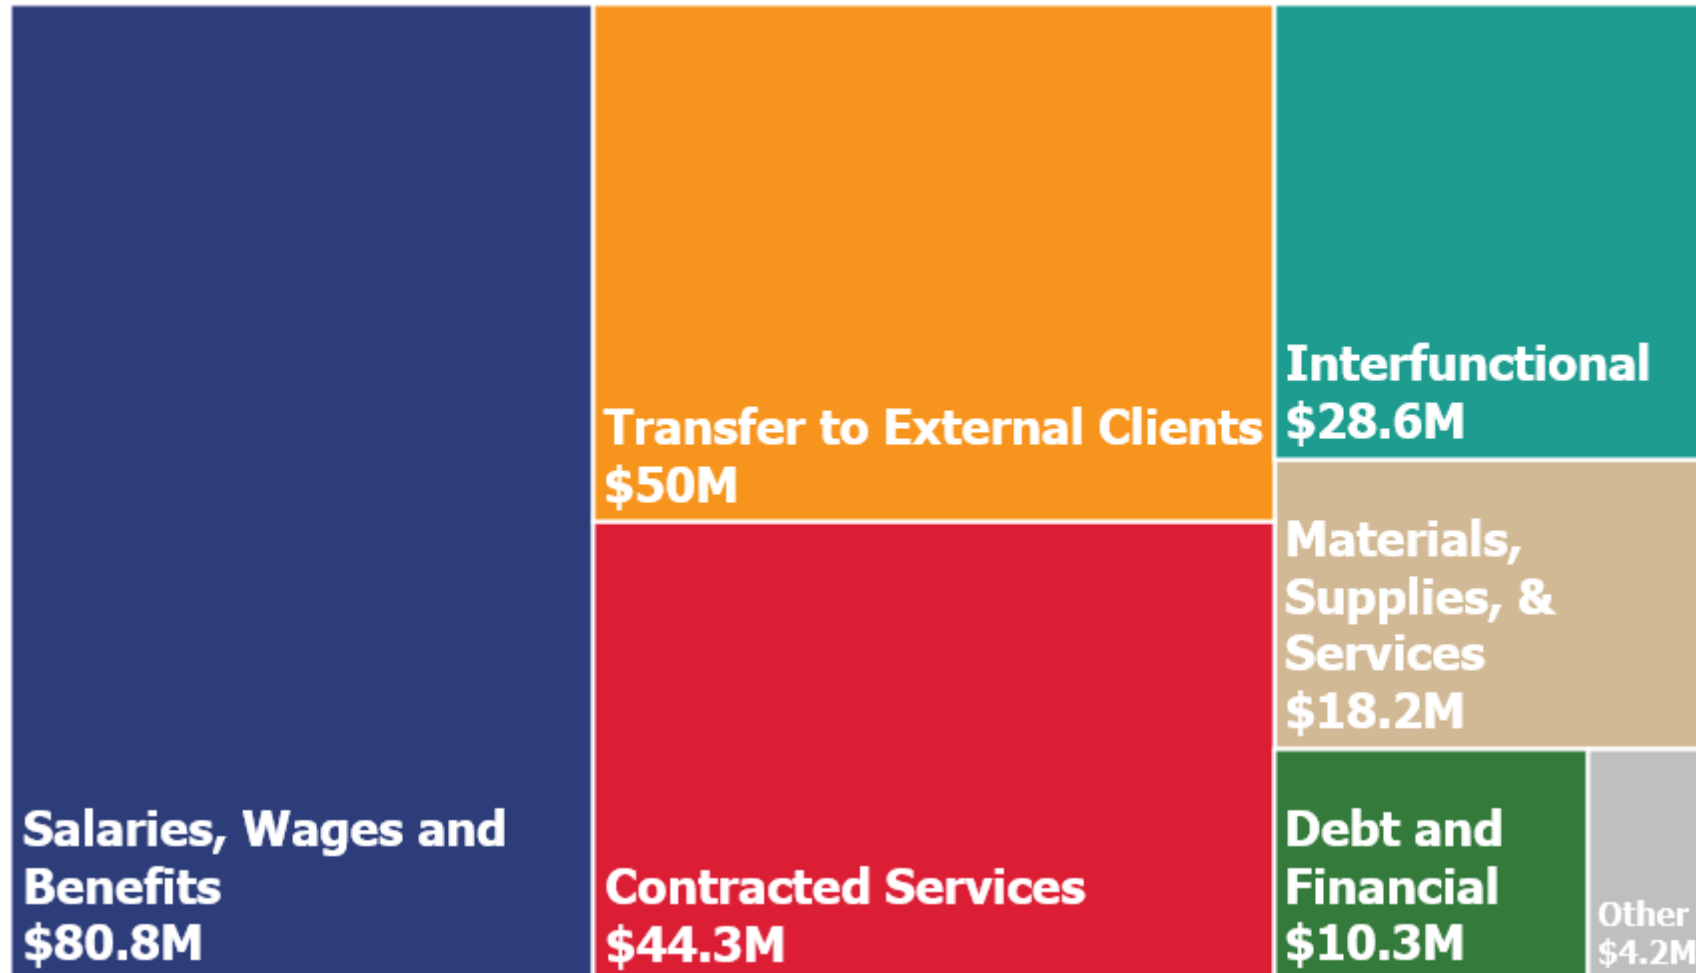 Salaries, Wages and
Benefits
$80.8M
Transfer to External Clients
$50M
Contracted Services
$44.3M
Interfunctional
$28.6M
Materials,
Supplies, &
Services
$18.2M
Debt and
Financial
$10.3M
Other
$4.2M